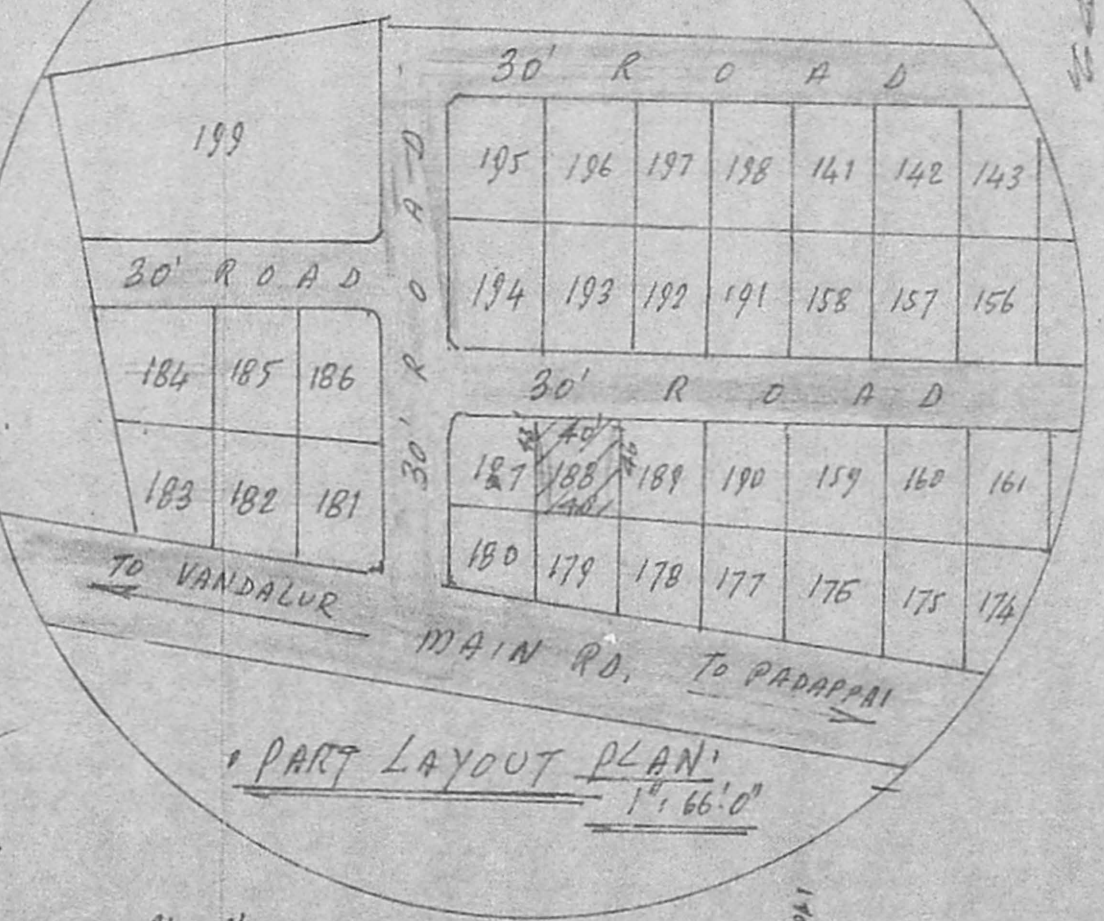 30' ROAD
199
195 196 197 198 141 142 143
30' ROAD
194 193 192 191 158 157 156
30' ROAD
184 185 186
30' ROAD
40'
40
187 188 189 190 159 160 161
40'
183 182 181
180 179 178 177 176 175 174
TO VANDALUR
MAIN RD. TO PADAPPAI
'PART LAYOUT PLAN'
1": 66'.0"